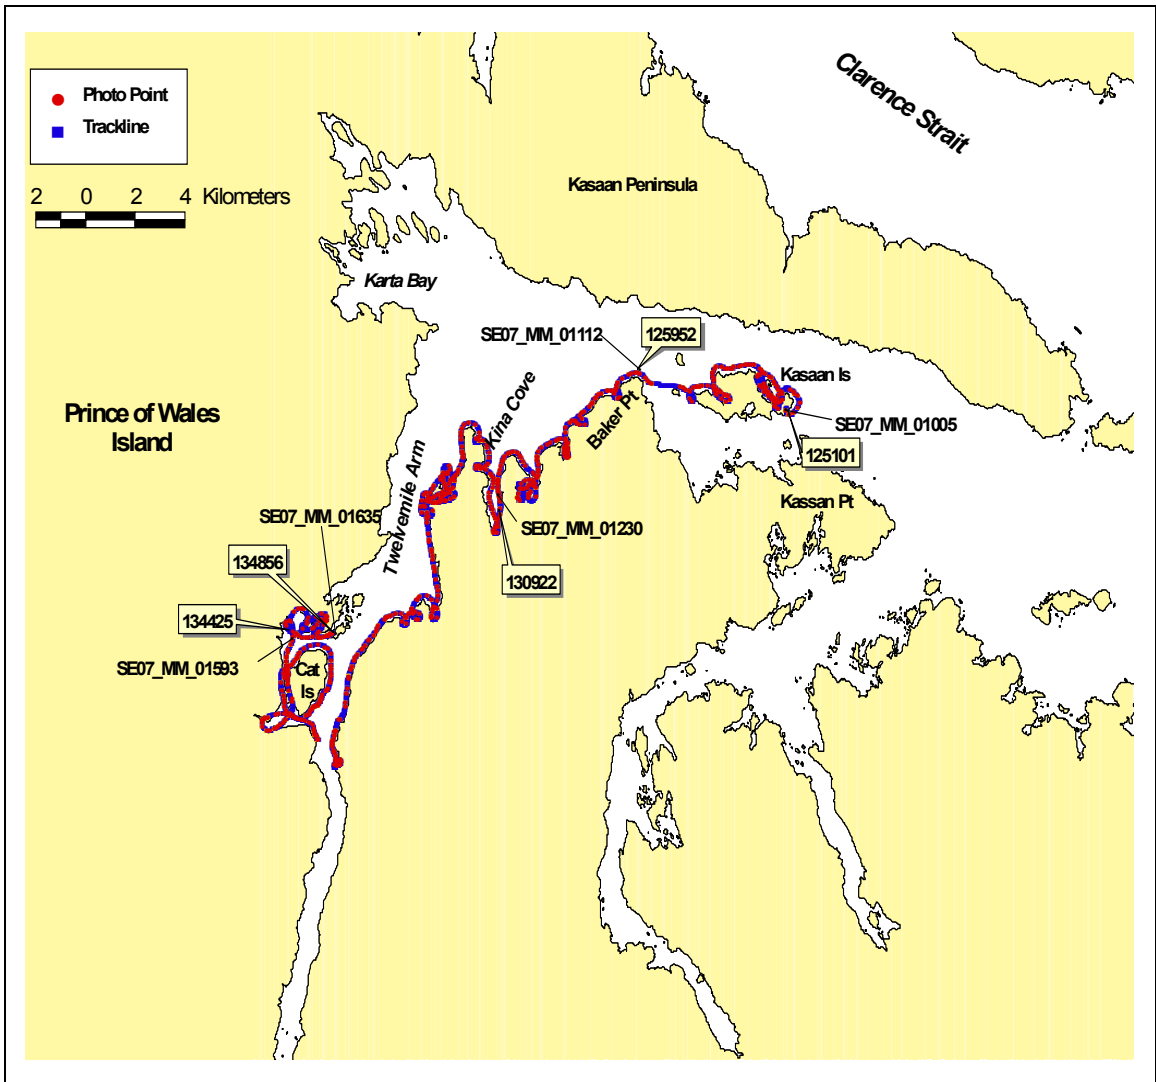 Clarence Strait
Photo Point
Trackline
2 0 2 4 Kilometers
Kasaan Peninsula
Karta Bay
SE07_MM_01112
125952
Kasaan Is
Prince of Wales
Island
Kina Cove
Baker Pt
SE07_MM_01005
125101
Twelvemile Arm
Kassan Pt
SE07_MM_01635
SE07_MM_01230
134856
130922
134425
SE07_MM_01593
Cat
Is